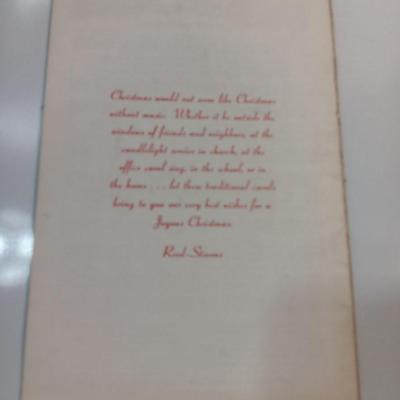 Christmas would not seem like Christmas
without music. Whether it be outside the
windows of friends and neighbors, at the
candlelight service in church, at the
office carol sing, in the school, or in
the home . . . let these traditional carols
bring to you our very best wishes for a
Joyous Christmas